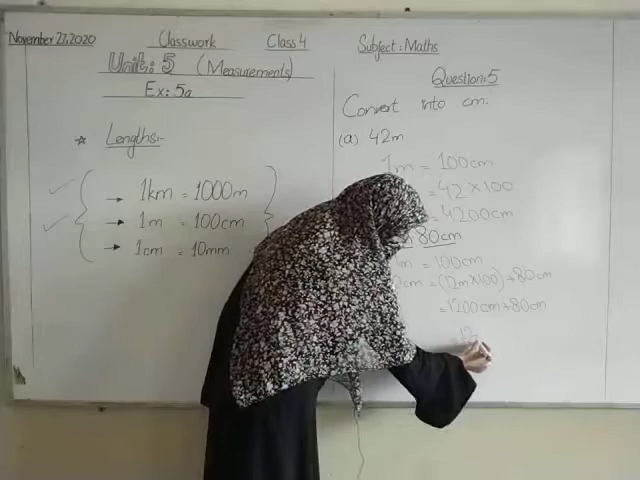 November 27, 2020 Classwork Class 4 Subject: Maths
Unit: 5 (Measurements)
Ex: 5a
* Lengths:-
→ 1km = 1000m
→ 1m = 100cm
→ 1cm = 10mm
Question: 5
Convert into cm.
(a) 42m
1m = 100cm
= 42 × 100
= 4200cm
80cm
m = 100cm
0cm = (12m×100) + 80cm
= 1200cm + 80cm
12